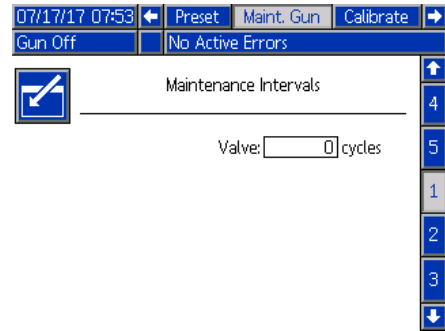 07/17/17 07:53 Preset Maint. Gun Calibrate
Gun Off No Active Errors
Maintenance Intervals
4
Valve: 0 cycles
5
1
2
3